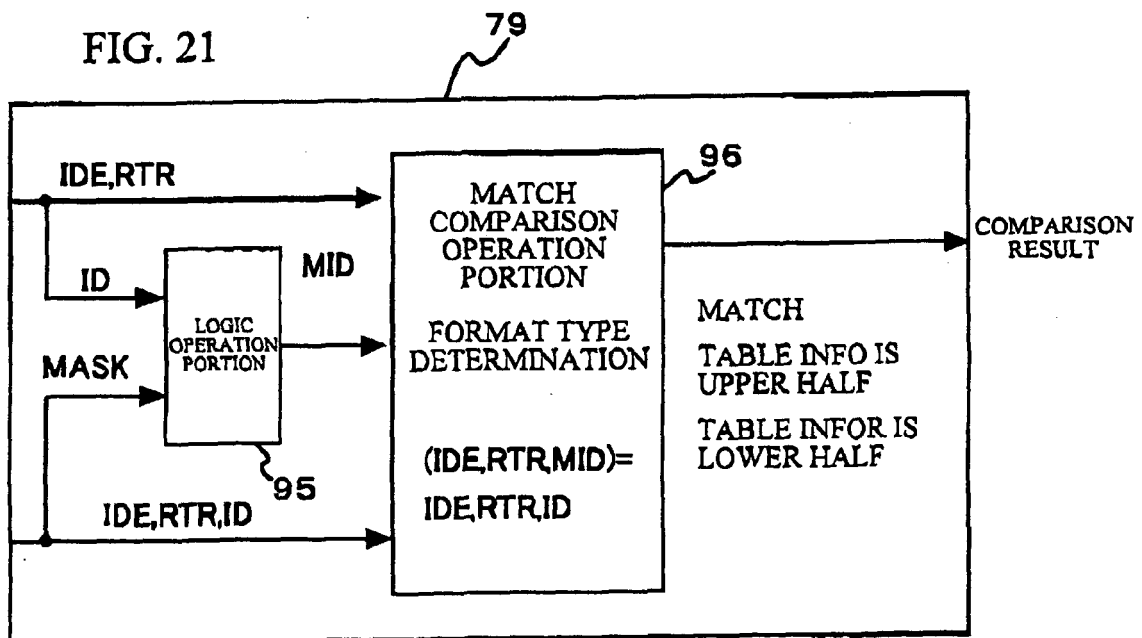 FIG. 21
79
IDE,RTR
ID
MASK
LOGIC
OPERATION
PORTION
95
MID
IDE,RTR,ID
96
MATCH
COMPARISON
OPERATION
PORTION
FORMAT TYPE
DETERMINATION
(IDE,RTR,MID)=
IDE,RTR,ID
MATCH
TABLE INFO IS
UPPER HALF
TABLE INFOR IS
LOWER HALF
COMPARISON
RESULT